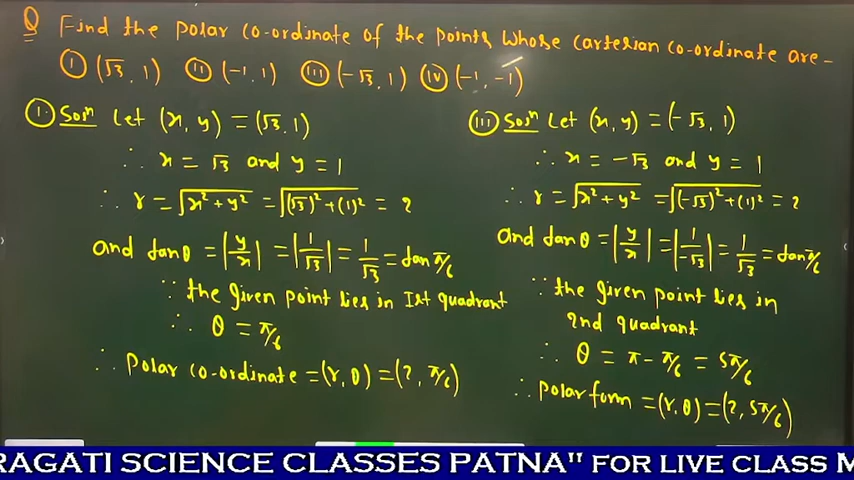 Q Find the Polar co-ordinate of the points whose carterian co-ordinate are-
(i) (√3, 1) (ii) (-1, 1) (iii) (-√3, 1) (iv) (-1, -1)
(i) Solⁿ Let (x, y) = (√3, 1)
∴ x = √3 and y = 1
∴ r = √(x² + y²) = √((√3)² + (1)²) = 2
and tanθ = |y/x| = |1/√3| = 1/√3 = tan π/6
∵ the given point lies in Ist quadrant
∴ θ = π/6
∴ Polar co-ordinate = (r, θ) = (2, π/6)
(iii) Solⁿ Let (x, y) = (-√3, 1)
∴ x = -√3 and y = 1
∴ r = √(x² + y²) = √((-√3)² + (1)²) = 2
and tanθ = |y/x| = |1/-√3| = 1/√3 = tan π/6
∵ the given point lies in
2nd quadrant
∴ θ = π - π/6 = 5π/6
∴ polar form = (r, θ) = (2, 5π/6)
RAGATI SCIENCE CLASSES PATNA" FOR LIVE CLASS M